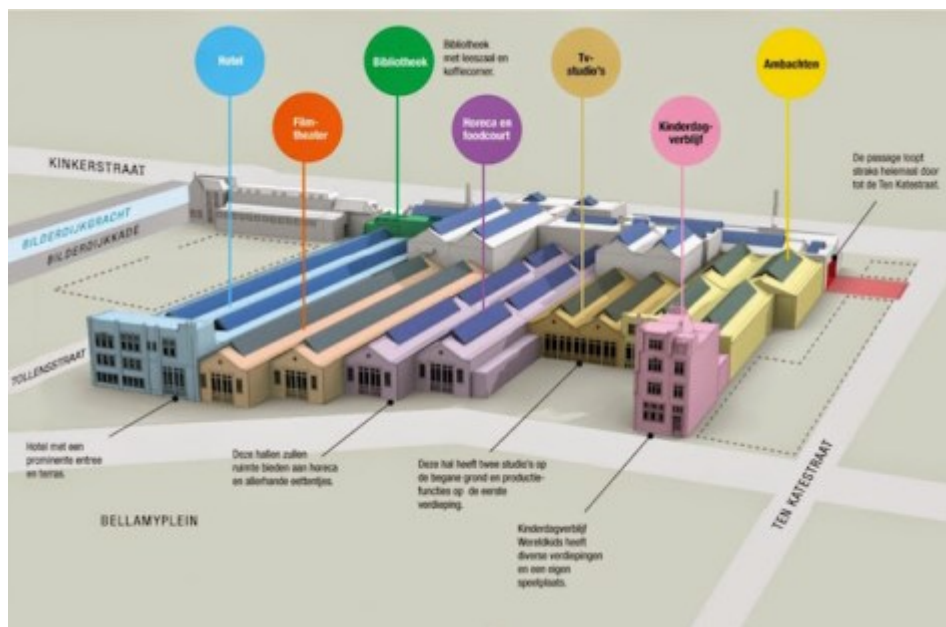 Hotel
Bibliotheek
Bibliotheek
met leeszaal en
koffiecorner.
Tv-
studio's
Ambachten
Film-
theater
Horeca en
foodcourt
Kinderdag-
verblijf
KINKERSTRAAT
De passage loopt
straks helemaal door
tot de Ten Katestraat.
BILDERDIJKGRACHT
BILDERDIJKKADE
TOLLENSSTRAAT
Hotel met een
prominente entree
en terras.
Deze hallen zullen
ruimte bieden aan horeca
en allerhande eettentjes.
Deze hal heeft twee studio's op
de begane grond en productie-
functies op de eerste
verdieping.
TEN KATESTRAAT
BELLAMYPLEIN
Kinderdagverblijf
Wereldkids heeft
diverse verdiepingen
en een eigen
speelplaats.